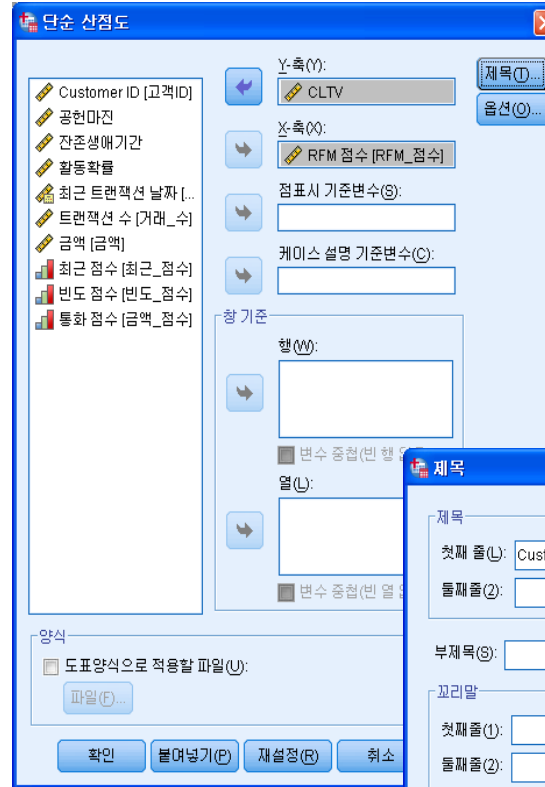 단순 산점도
Customer ID [고객ID]
공헌마진
잔존생애기간
활동확률
최근 트랜잭션 날짜 [...
트랜잭션 수 [거래_수]
금액 [금액]
최근 점수 [최근_점수]
빈도 점수 [빈도_점수]
통화 점수 [금액_점수]
Y-축(Y):
CLTV
X-축(X):
RFM 점수 [RFM_점수]
점표시 기준변수(S):
케이스 설명 기준변수(C):
창 기준
행(W):
변수 중첩(빈 행
열(L):
변수 중첩(빈 열
제목(T)...
옵션(O)...
양식
도표양식으로 적용할 파일(U):
파일(F)...
확인
붙여넣기(P)
재설정(R)
취소
제목
제목
첫째 줄(L):
Cust
둘째줄(2):
부제목(S):
꼬리말
첫째줄(1):
둘째줄(2):